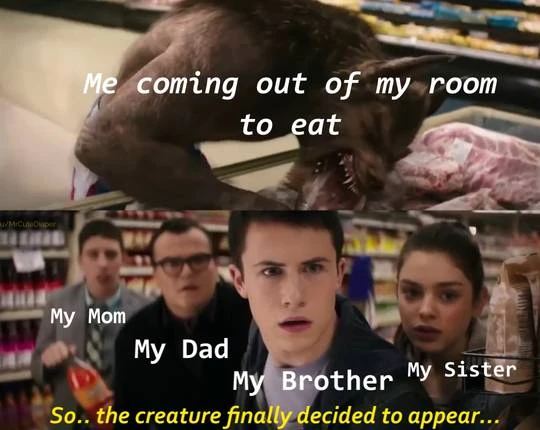 Me coming out of my room
to eat
u/MrCuteDiaper
My Mom
My Dad
My Brother
My Sister
So.. the creature finally decided to appear...